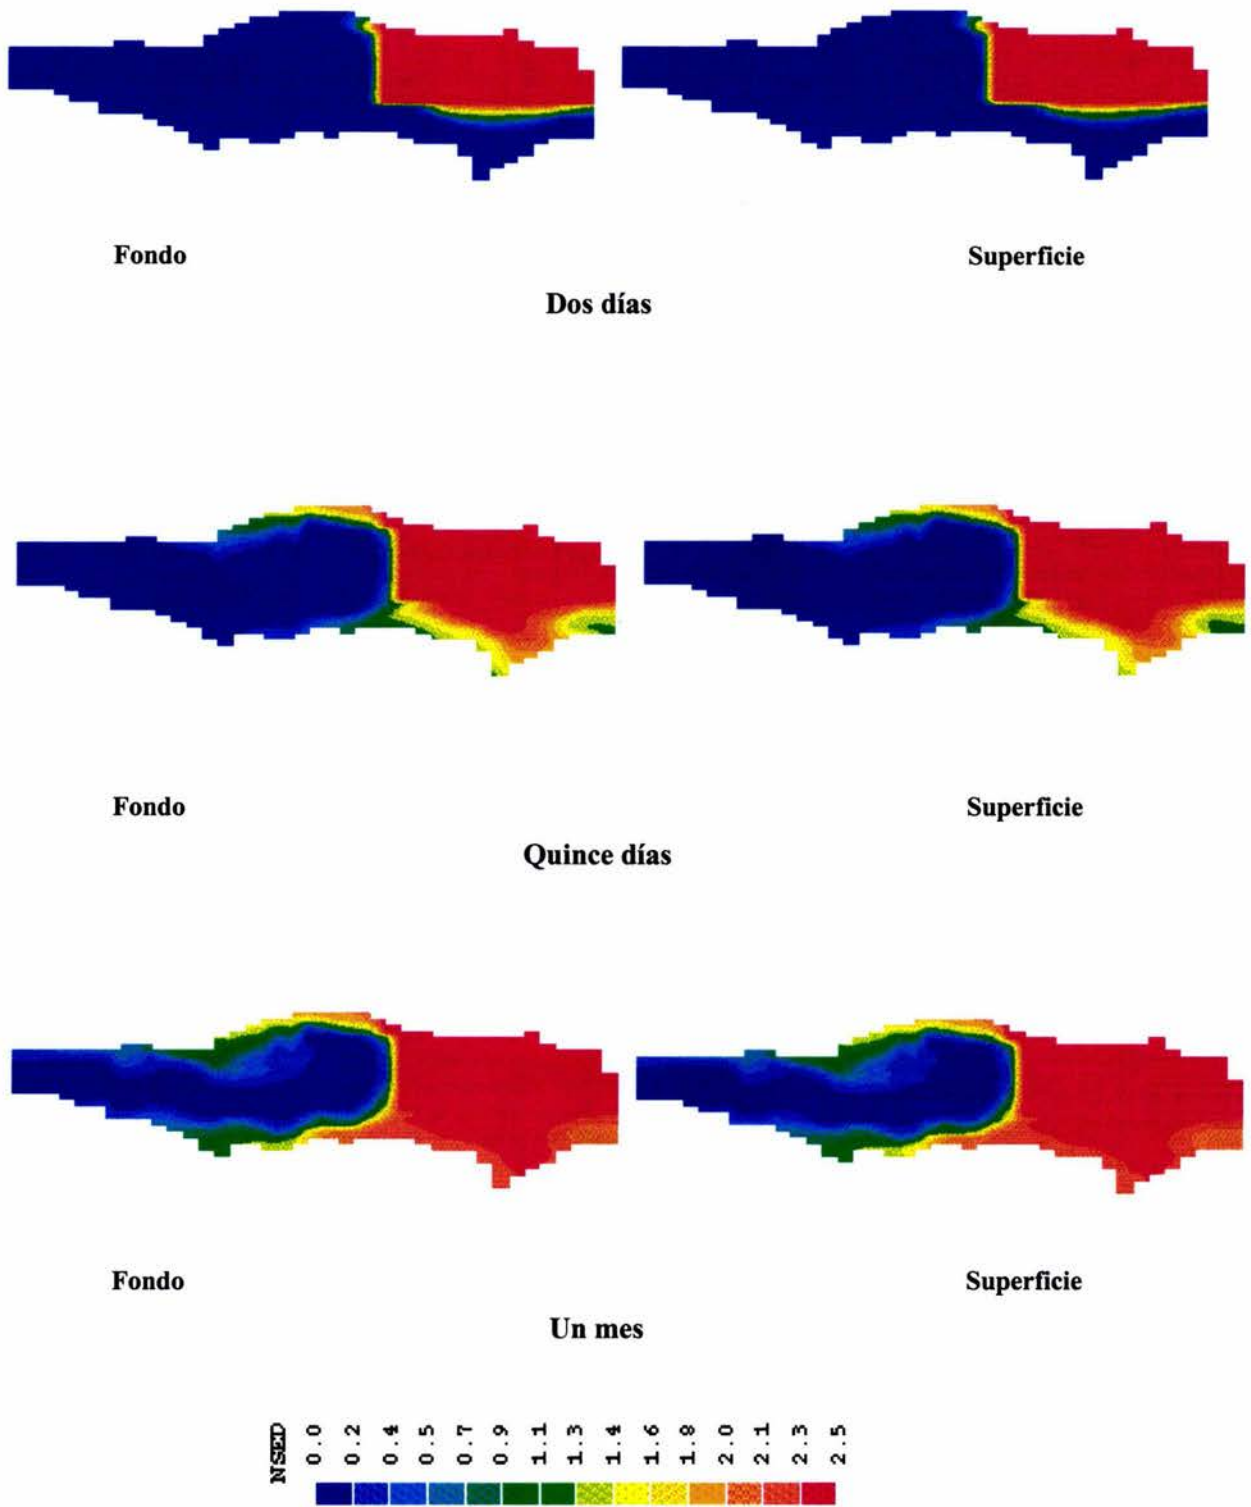 Fondo Superficie
Dos días
Fondo Superficie
Quince días
Fondo Superficie
Un mes
NSED 0.0 0.2 0.4 0.5 0.7 0.9 1.1 1.3 1.4 1.6 1.8 2.0 2.1 2.3 2.5